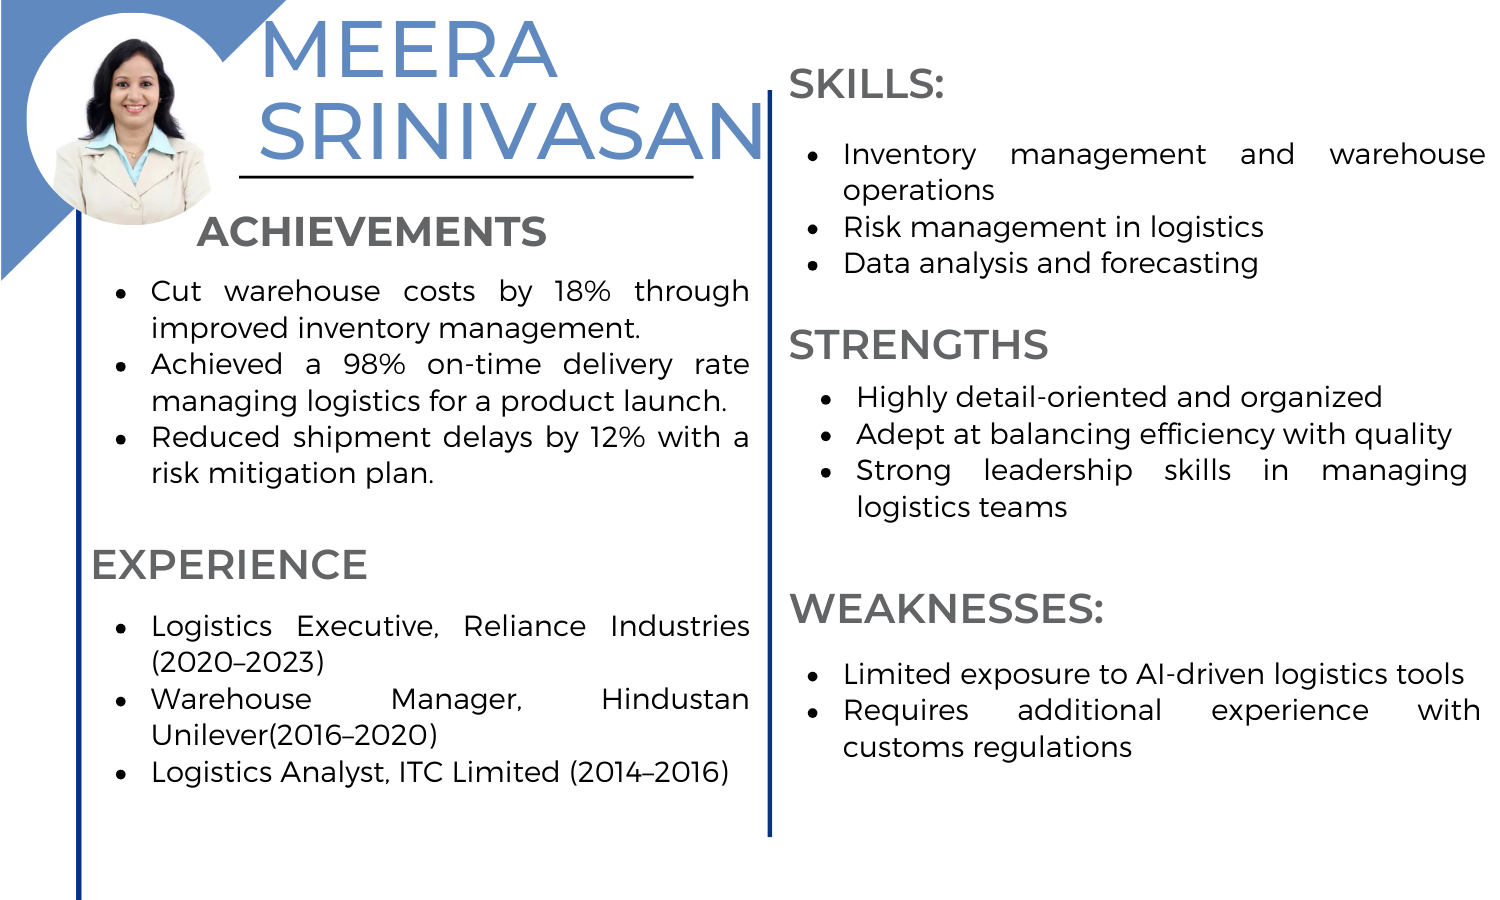 MEERA
SRINIVASAN
ACHIEVEMENTS
• Cut warehouse costs by 18% through
improved inventory management.
• Achieved a 98% on-time delivery rate
managing logistics for a product launch.
• Reduced shipment delays by 12% with a
risk mitigation plan.
EXPERIENCE
• Logistics Executive, Reliance Industries
(2020–2023)
• Warehouse Manager, Hindustan
Unilever(2016–2020)
• Logistics Analyst, ITC Limited (2014–2016)
SKILLS:
• Inventory management and warehouse
operations
• Risk management in logistics
• Data analysis and forecasting
STRENGTHS
• Highly detail-oriented and organized
• Adept at balancing efficiency with quality
• Strong leadership skills in managing
logistics teams
WEAKNESSES:
• Limited exposure to AI-driven logistics tools
• Requires additional experience with
customs regulations